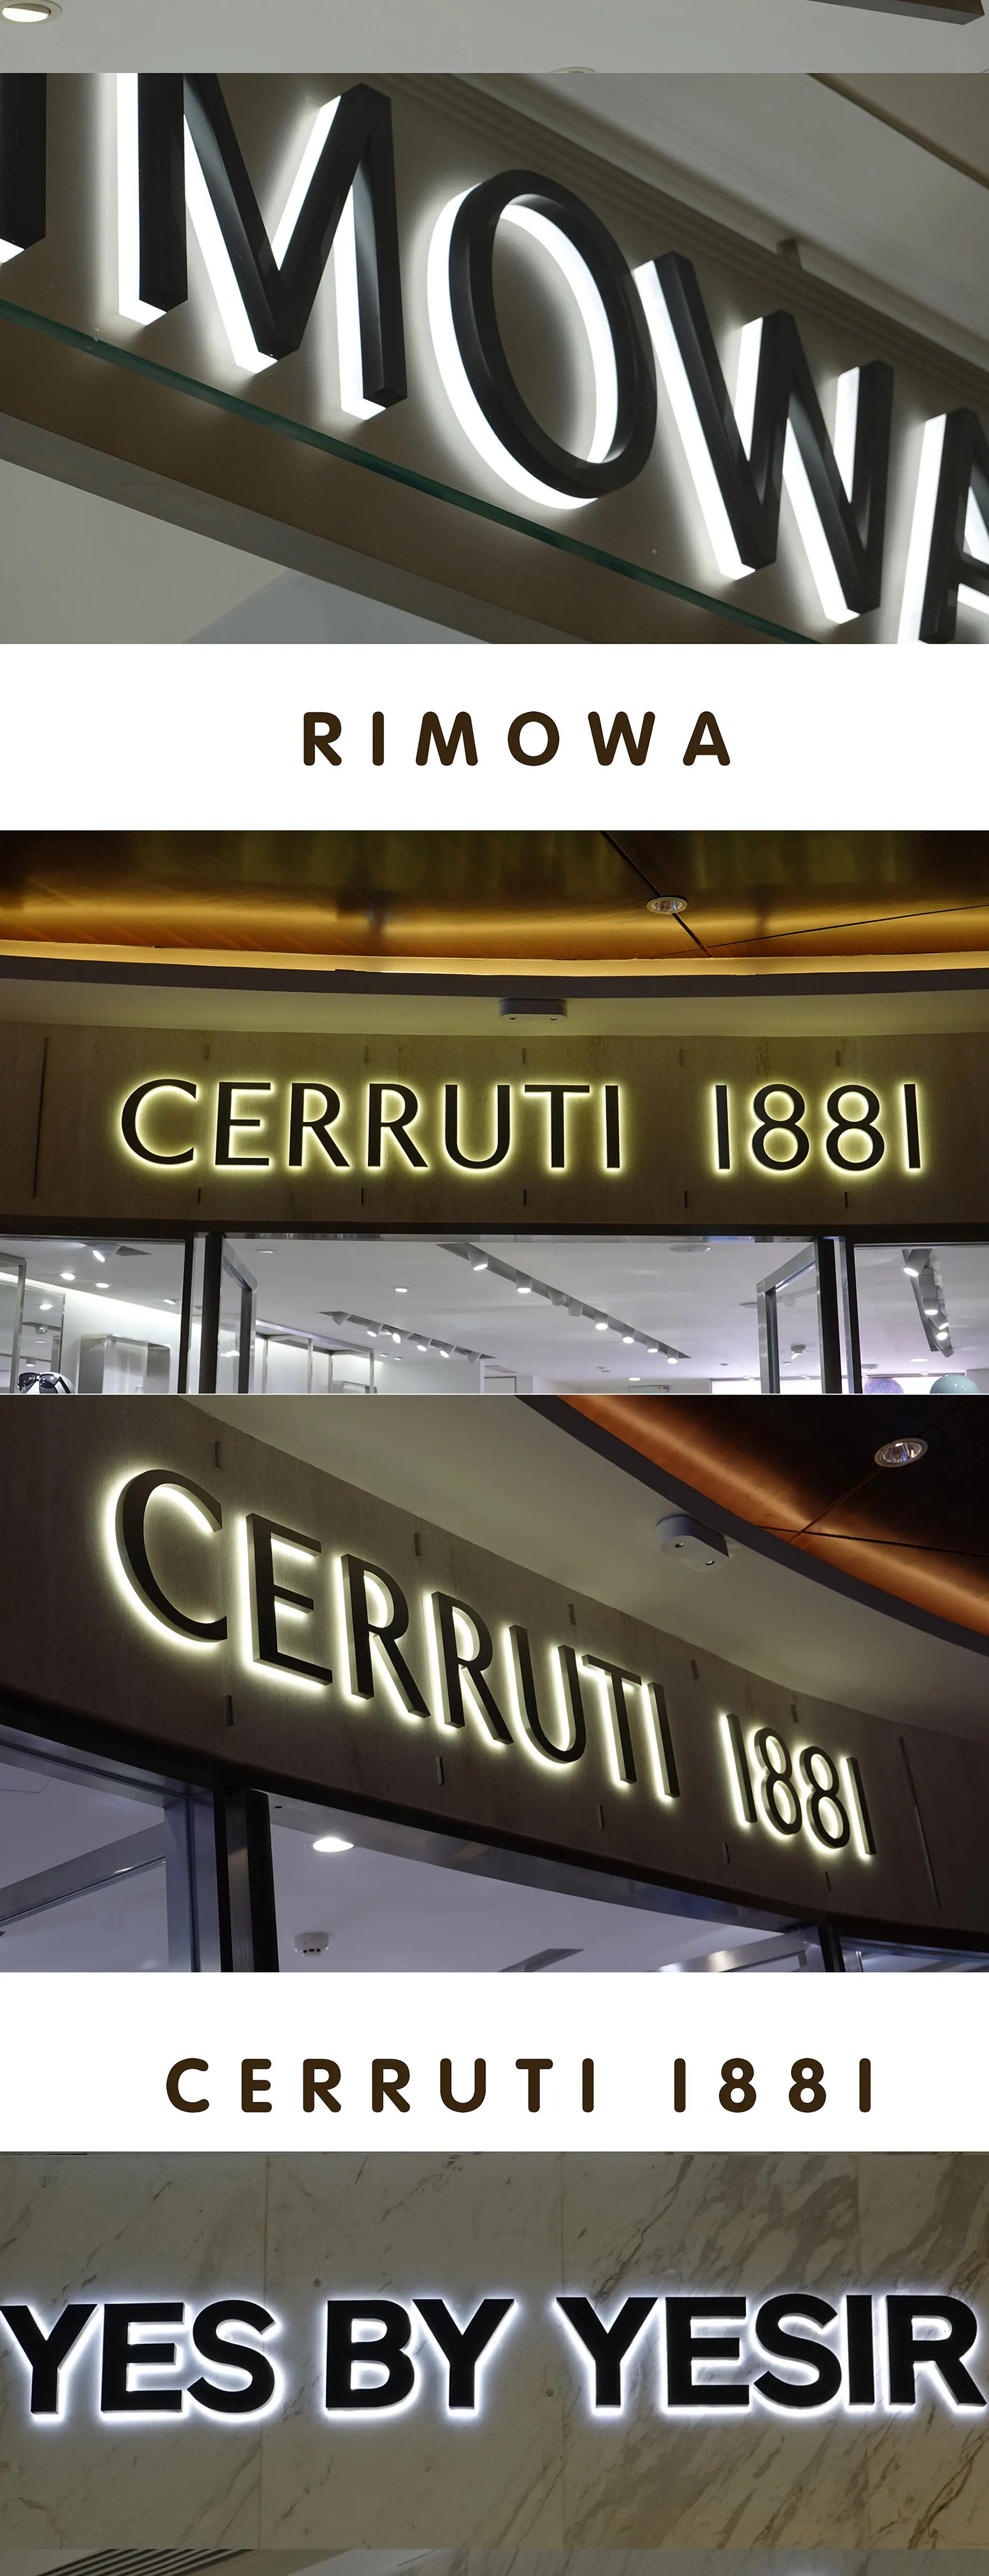 IMOWA
RIMOWA
CERRUTI 1881
CERRUTI 1881
CERRUTI 1881
YES BY YESIR